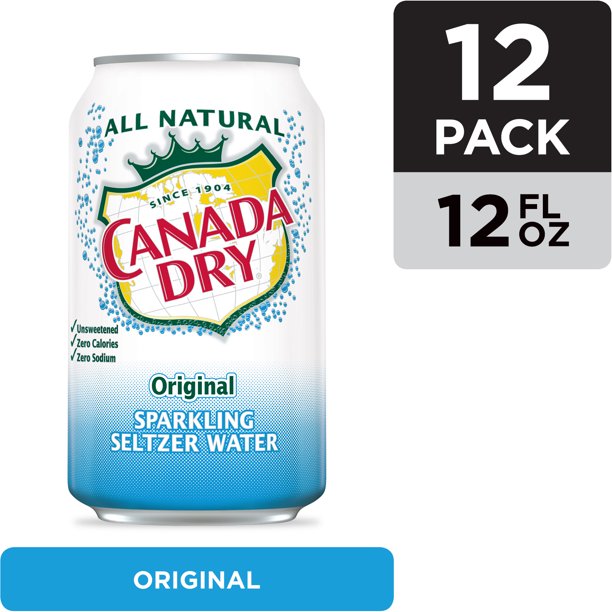 ALL NATURAL
SINCE 1904
CANADA
DRY
Unsweetened
Zero Calories
Zero Sodium
Original
SPARKLING
SELTZER WATER
12
PACK
12 FL OZ
ORIGINAL